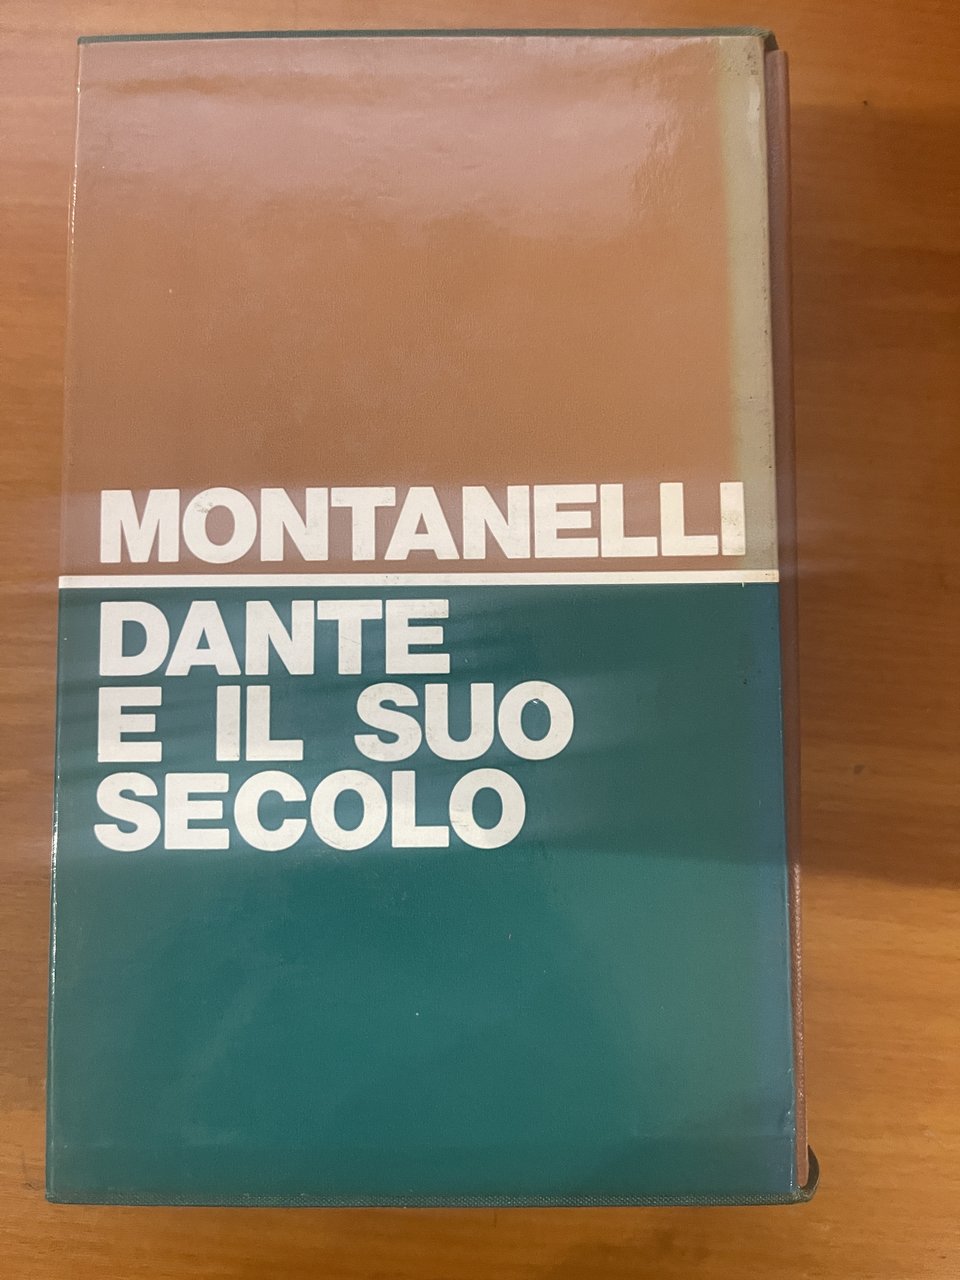 MONTANELLI
DANTE
E IL SUO
SECOLO